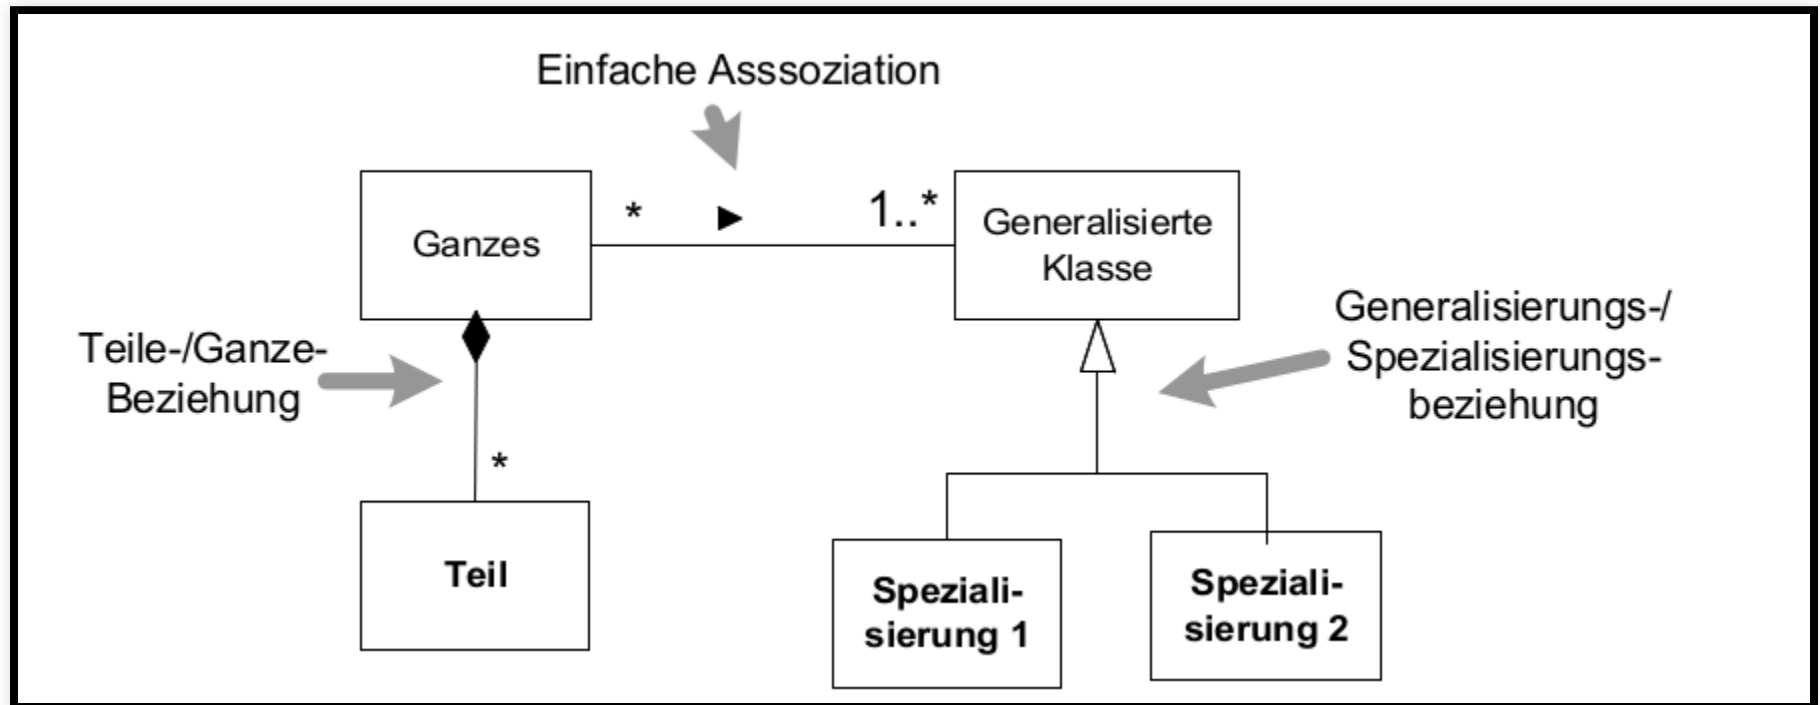 Einfache Asssoziation
* ► 1..*
Ganzes
Generalisierte
Klasse
Teile-/Ganze-
Beziehung
Generalisierungs-/
Spezialisierungs-
beziehung
*
Teil
Speziali-
sierung 1
Speziali-
sierung 2